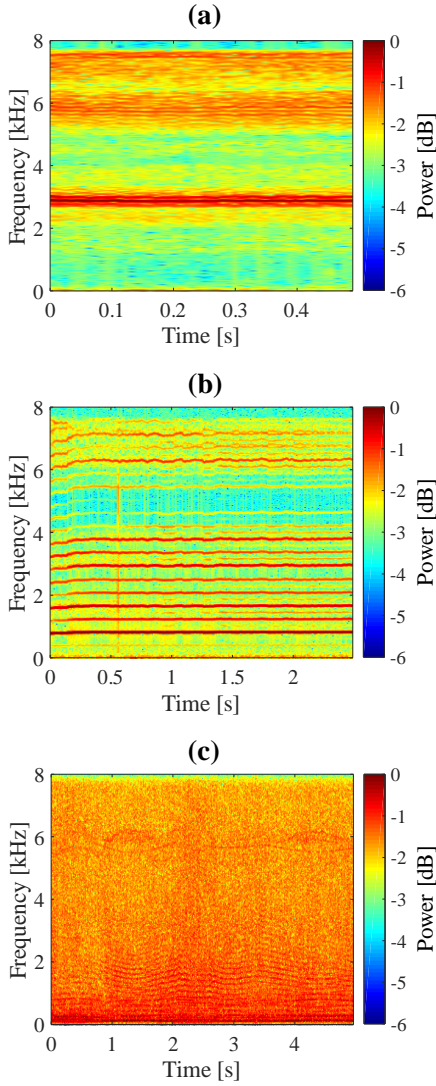 (a)
8
6
4
2
0
Frequency [kHz]
0 0.1 0.2 0.3 0.4
Time [s]
0
-1
-2
-3
-4
-5
-6
Power [dB]
(b)
8
6
4
2
0
Frequency [kHz]
0 0.5 1 1.5 2
Time [s]
0
-1
-2
-3
-4
-5
-6
Power [dB]
(c)
8
6
4
2
0
Frequency [kHz]
0 1 2 3 4
Time [s]
0
-1
-2
-3
-4
-5
-6
Power [dB]